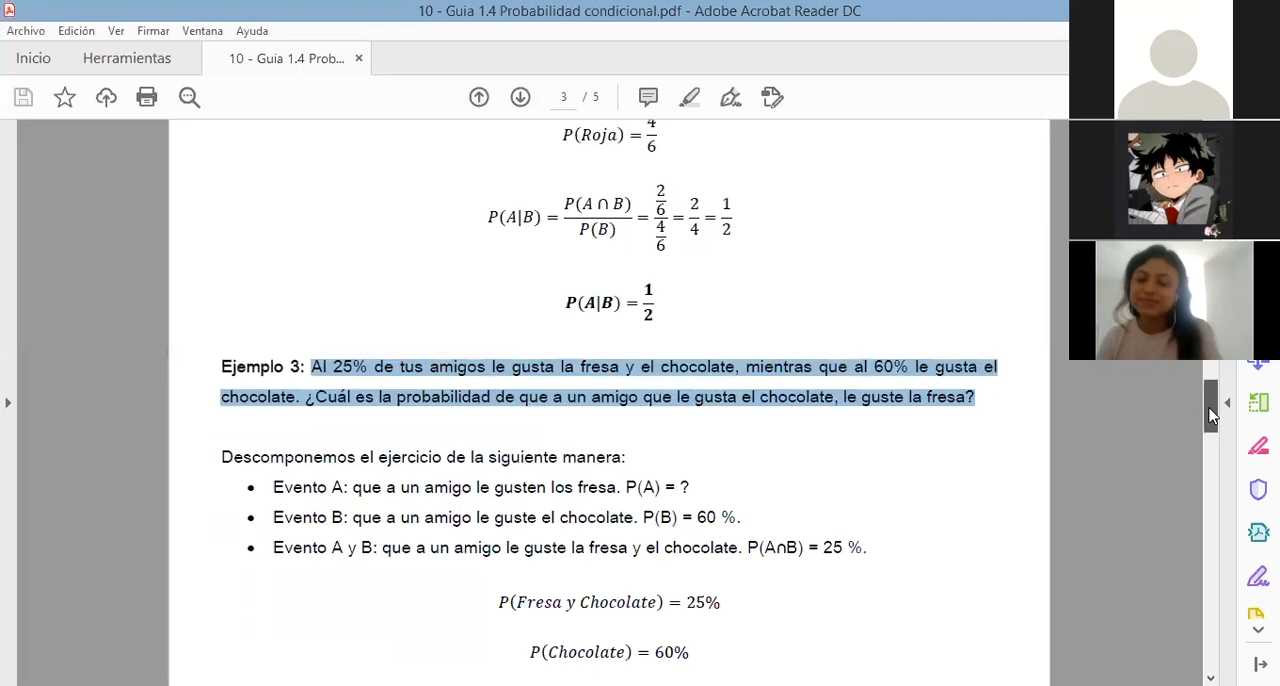 10 - Guia 1.4 Probabilidad condicional.pdf - Adobe Acrobat Reader DC
Archivo Edición Ver Firmar Ventana Ayuda
Inicio Herramientas 10 - Guia 1.4 Prob... ×
3 / 5
P(Roja) = 4/6
P(A|B) = P(A ∩ B)/P(B) = 2/6 / 4/6 = 2/4 = 1/2
P(A|B) = 1/2
Ejemplo 3: Al 25% de tus amigos le gusta la fresa y el chocolate, mientras que al 60% le gusta el
chocolate. ¿Cuál es la probabilidad de que a un amigo que le gusta el chocolate, le guste la fresa?
Descomponemos el ejercicio de la siguiente manera:
• Evento A: que a un amigo le gusten los fresa. P(A) = ?
• Evento B: que a un amigo le guste el chocolate. P(B) = 60 %.
• Evento A y B: que a un amigo le guste la fresa y el chocolate. P(A∩B) = 25 %.
P(Fresa y Chocolate) = 25%
P(Chocolate) = 60%